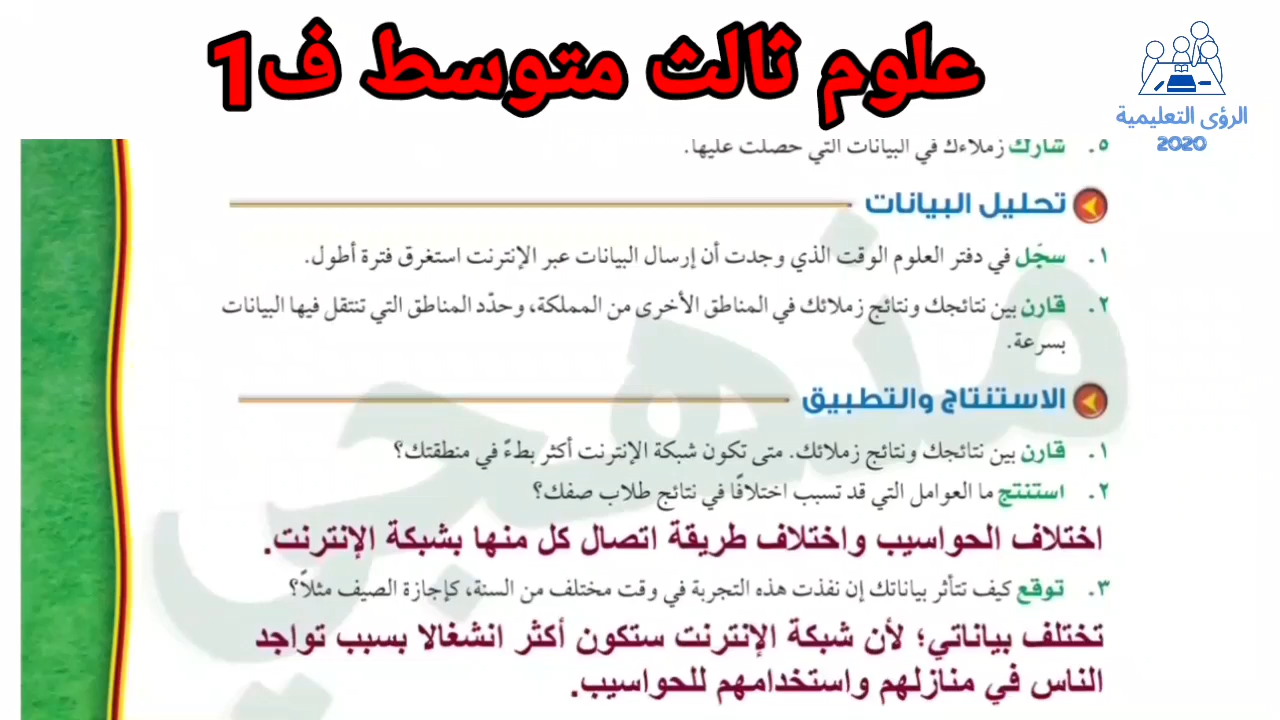 علوم ثالث متوسط ف1
الرؤى التعليمية
2020
٥. شارك زملاءك في البيانات التي حصلت عليها.
تحليل البيانات
١. سجّل في دفتر العلوم الوقت الذي وجدت أن إرسال البيانات عبر الإنترنت استغرق فترة أطول.
٢. قارن بين نتائجك ونتائج زملائك في المناطق الأخرى من المملكة، وحدّد المناطق التي تنتقل فيها البيانات
بسرعة.
الاستنتاج والتطبيق
١. قارن بين نتائجك ونتائج زملائك. متى تكون شبكة الإنترنت أكثر بطءً في منطقتك؟
٢. استنتج ما العوامل التي قد تسبب اختلافًا في نتائج طلاب صفك؟
اختلاف الحواسيب واختلاف طريقة اتصال كل منها بشبكة الإنترنت.
٣. توقع كيف تتأثر بياناتك إن نفذت هذه التجربة في وقت مختلف من السنة، كإجازة الصيف مثلاً؟
تختلف بياناتي؛ لأن شبكة الإنترنت ستكون أكثر انشغالا بسبب تواجد
الناس في منازلهم واستخدامهم للحواسيب.
منهجي